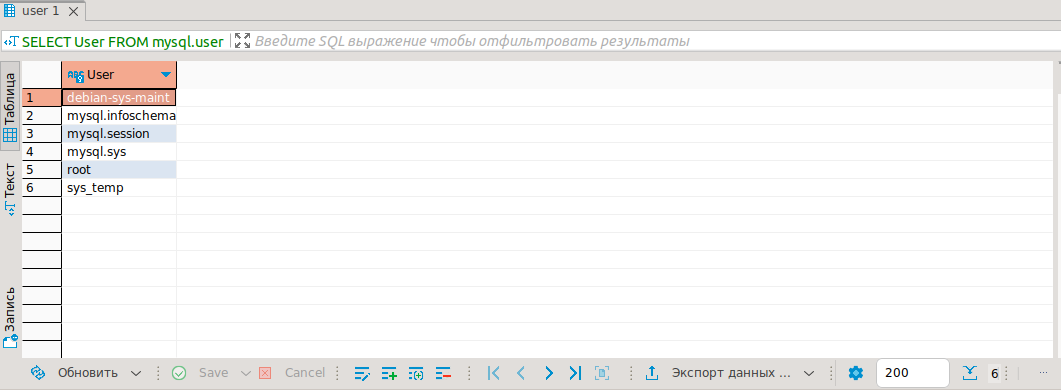 user 1
SELECT User FROM mysql.user Введите SQL выражение чтобы отфильтровать результаты
Таблица
Текст
Запись
ABC User
1 debian-sys-maint
2 mysql.infoschema
3 mysql.session
4 mysql.sys
5 root
6 sys_temp
Обновить Save Cancel Экспорт данных ... 200 6 ...